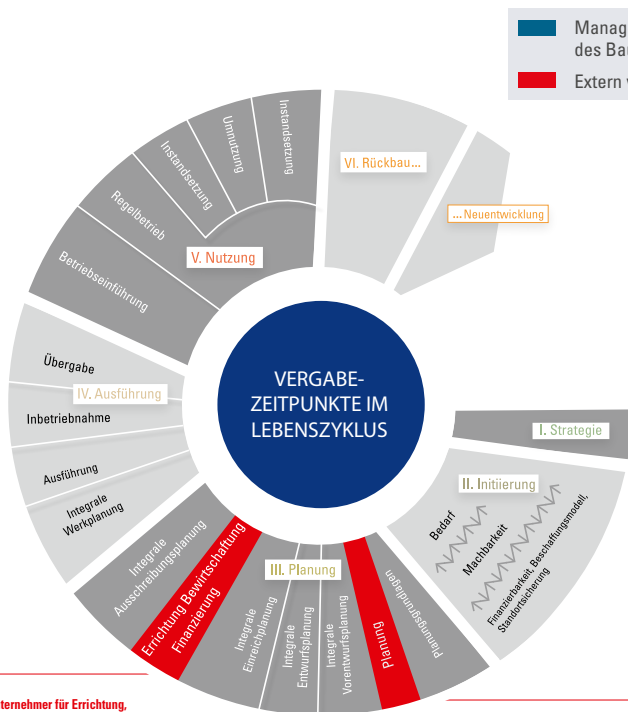 Manag
des Bau
Extern v
VERGABE-
ZEITPUNKTE IM
LEBENSZYKLUS
I. Strategie
II. Initiierung
Bedarf
Machbarkeit
Finanzierbarkeit, Beschaffungsmodell,
Standortsicherung
III. Planung
Planungsgrundlagen
Planung
Integrale
Vorentwurfsplanung
Integrale
Entwurfsplanung
Integrale
Einreichplanung
Errichtung Bewirtschaftung
Finanzierung
Integrale
Ausschreibungsplanung
IV. Ausführung
Integrale
Werkplanung
Ausführung
Inbetriebnahme
Übergabe
V. Nutzung
Betriebseinführung
Regelbetrieb
Instandsetzung
Umnutzung
Instandsetzung
VI. Rückbau...
... Neuentwicklung
ternehmer für Errichtung,